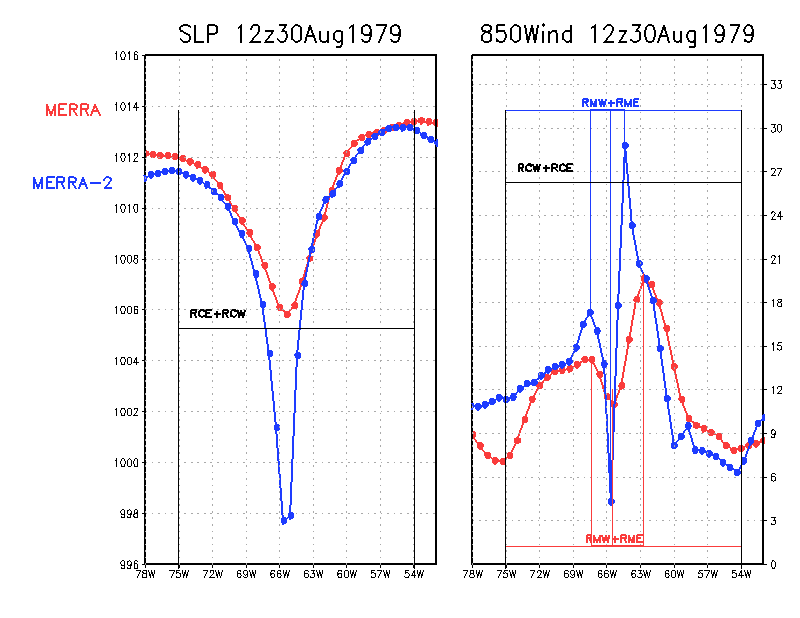 SLP 12z30Aug1979
850Wind 12z30Aug1979
MERRA
MERRA-2
1016
1014
1012
1010
1008
1006
1004
1002
1000
998
996
RCE+RCW
78W 75W 72W 69W 66W 63W 60W 57W 54W
RMW+RME
RCW+RCE
RMW+RME
33
30
27
24
21
18
15
12
9
6
3
0
78W 75W 72W 69W 66W 63W 60W 57W 54W